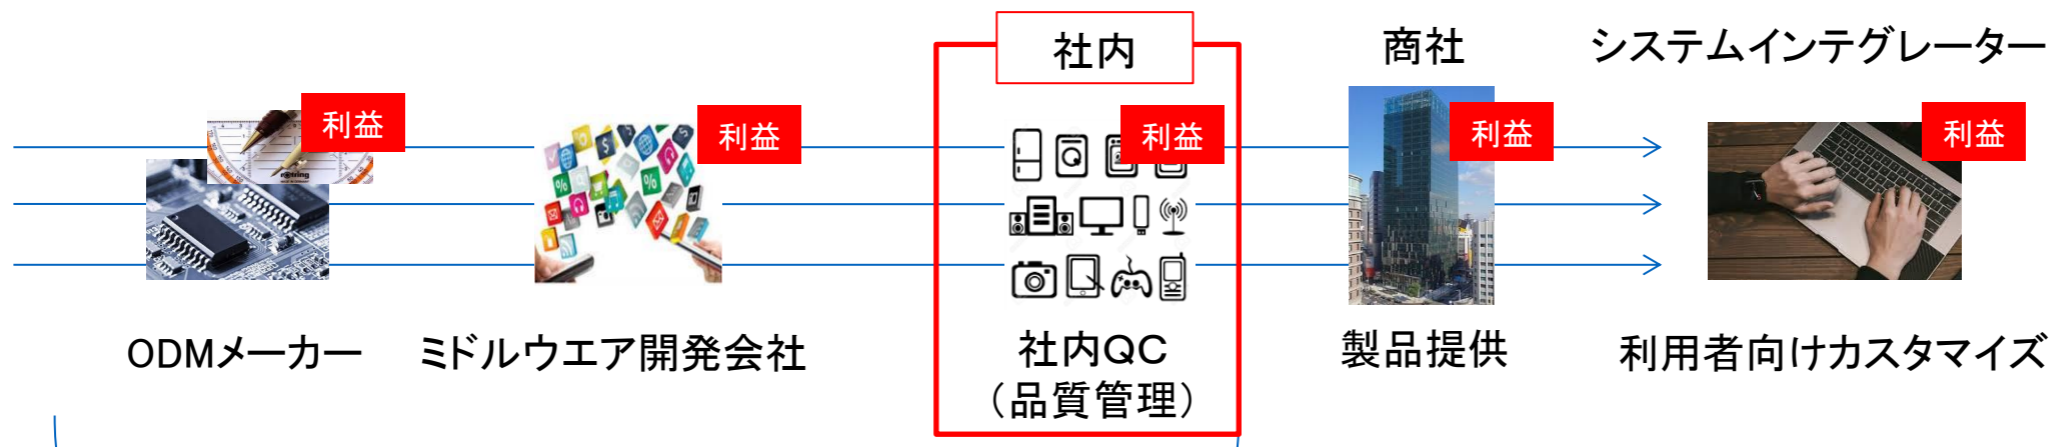 社内
商社
システムインテグレーター
利益
利益
利益
利益
利益
rotring
ODMメーカー
ミドルウエア開発会社
社内QC
（品質管理）
製品提供
利用者向けカスタマイズ